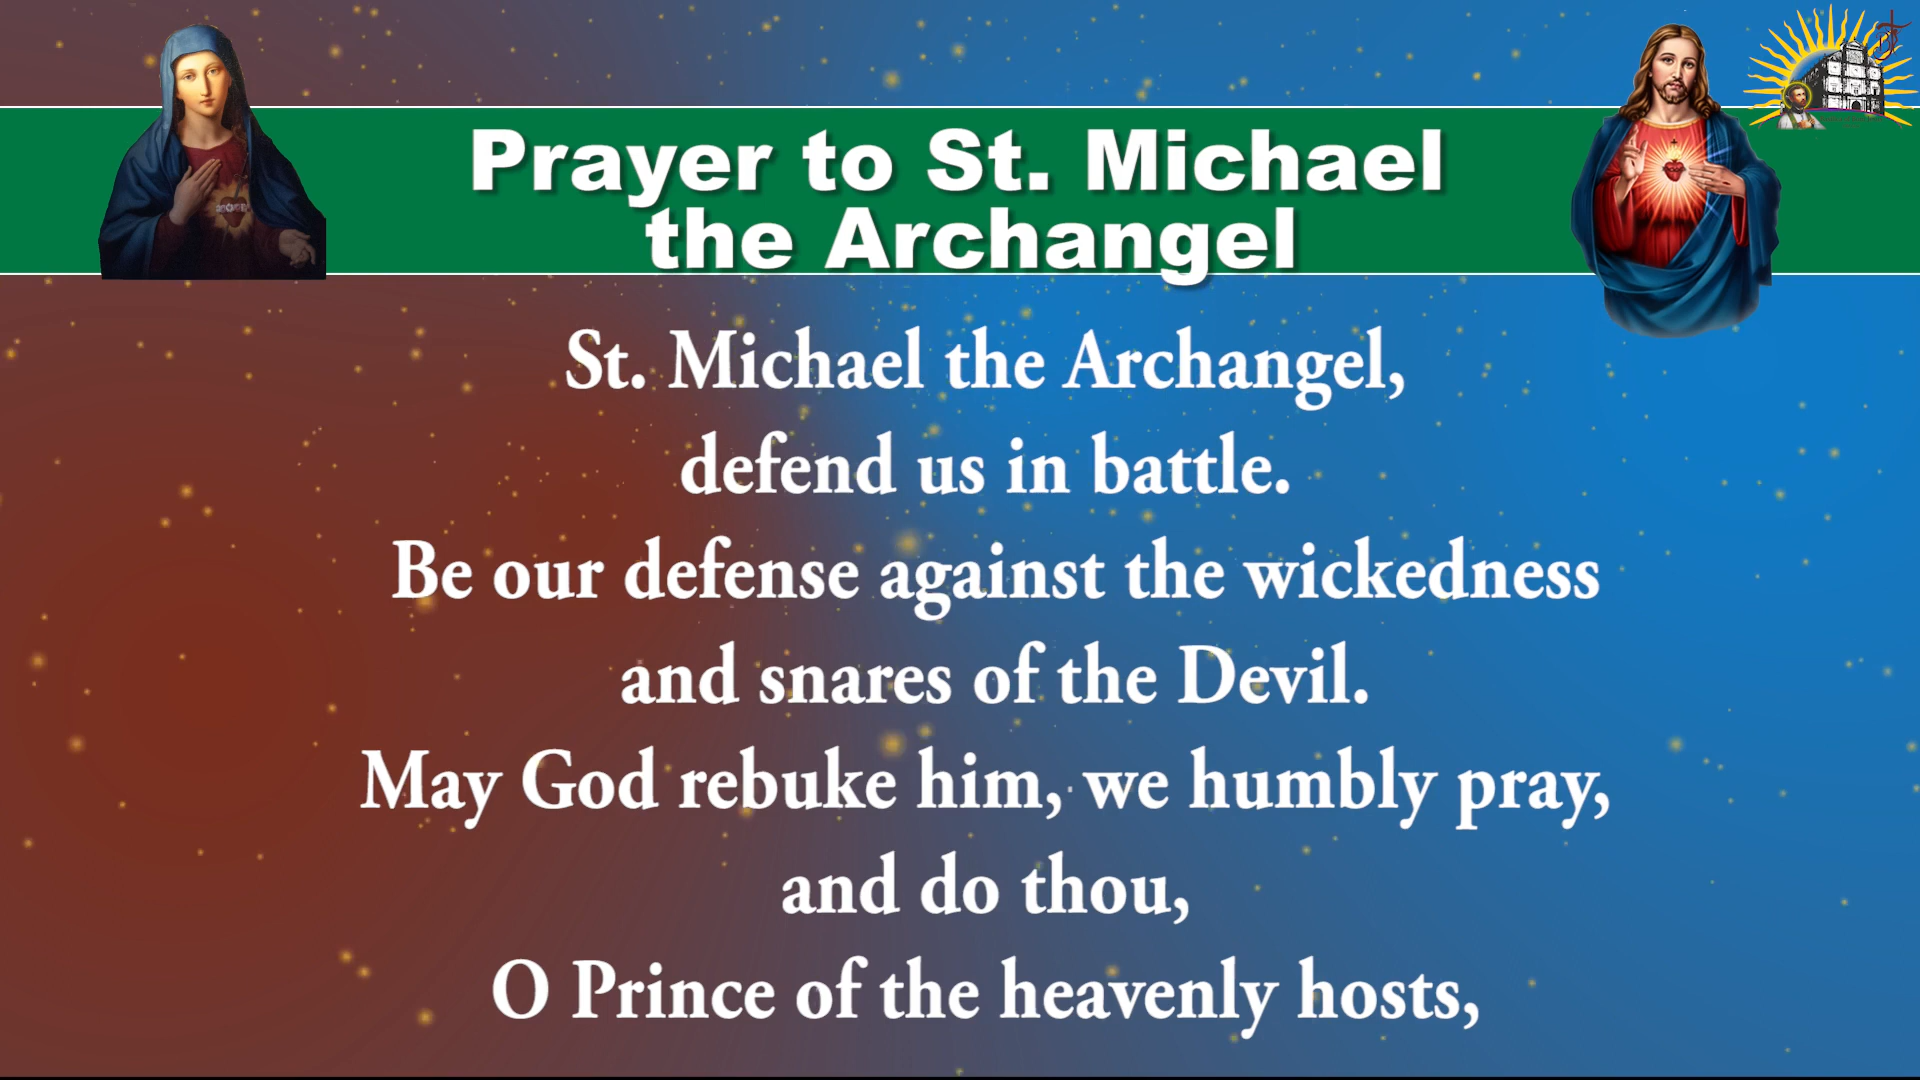 Prayer to St. Michael
the Archangel
St. Michael the Archangel,
defend us in battle.
Be our defense against the wickedness
and snares of the Devil.
May God rebuke him, we humbly pray,
and do thou,
O Prince of the heavenly hosts,